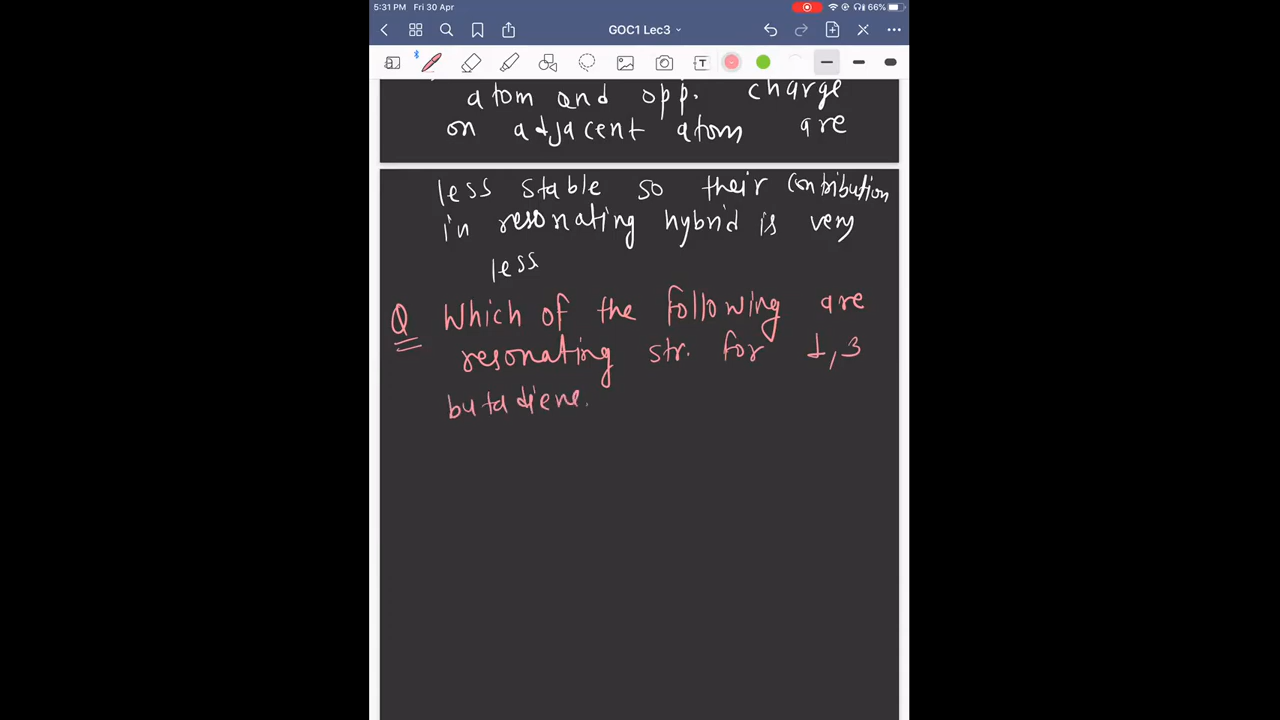 5:31 PM Fri 30 Apr
66%
GOC1 Lec3
T
atom and opp. charge
on adjacent atom are
less stable so their contribution
in resonating hybrid is very
less
Q Which of the following are
resonating str. for 1,3
butadiene.